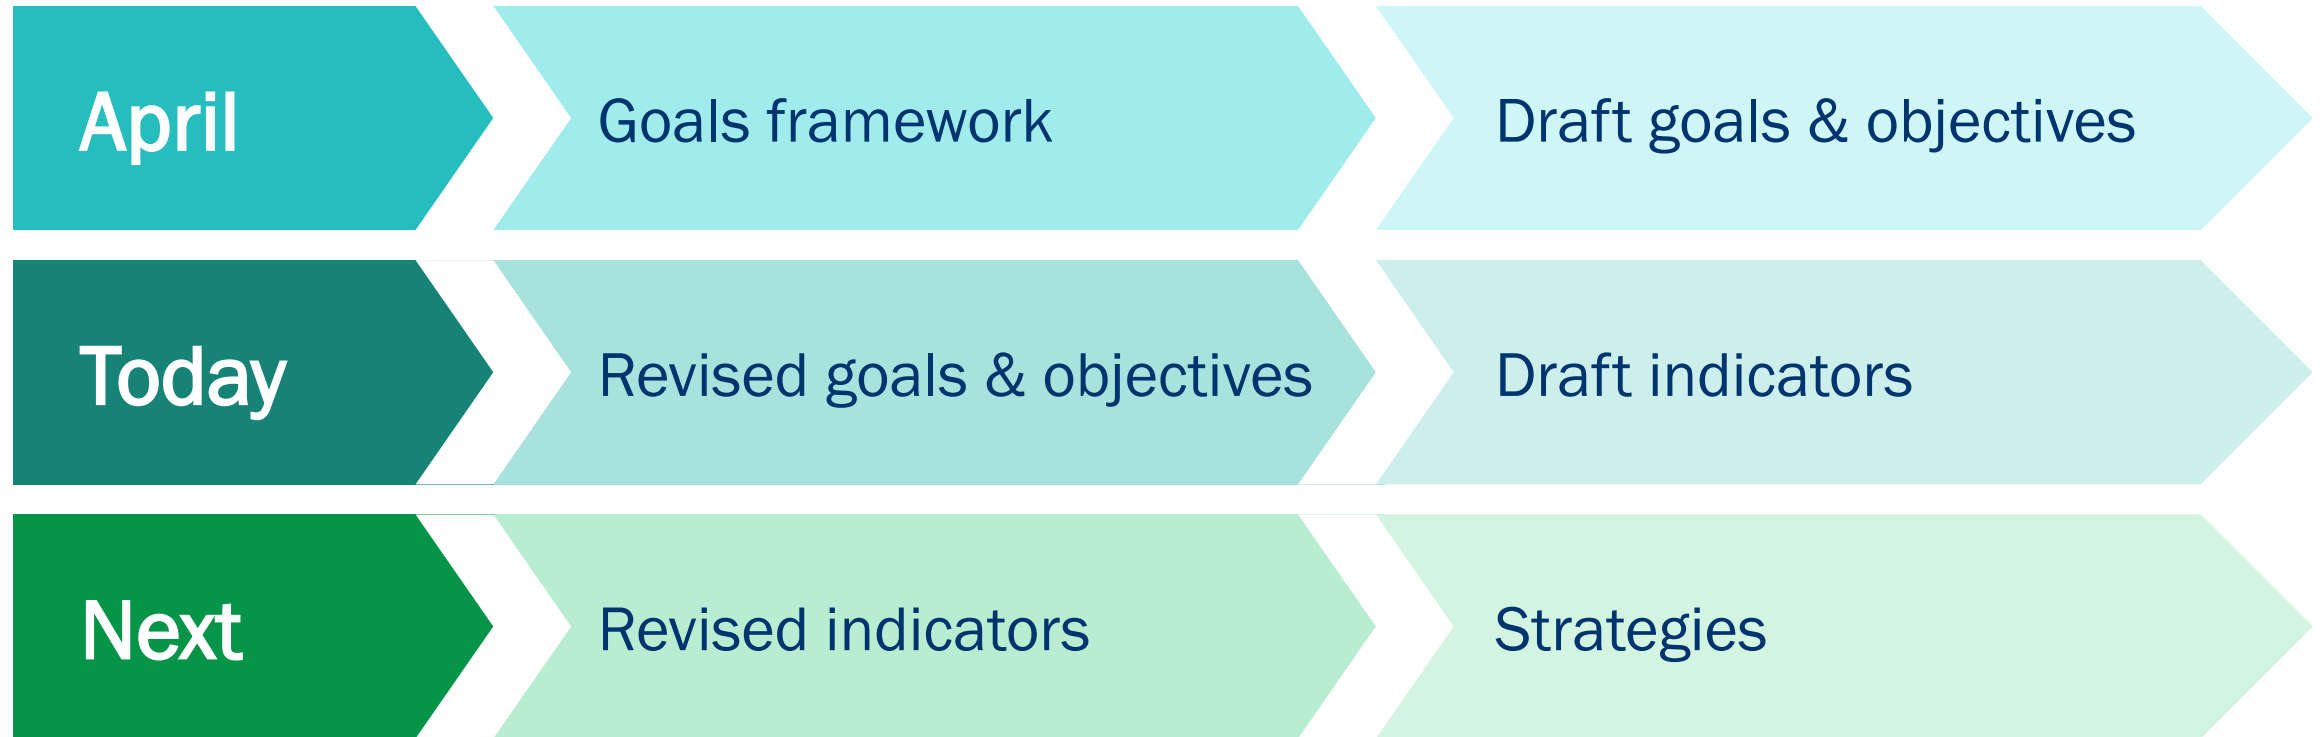 April
Goals framework
Draft goals & objectives
Today
Revised goals & objectives
Draft indicators
Next
Revised indicators
Strategies